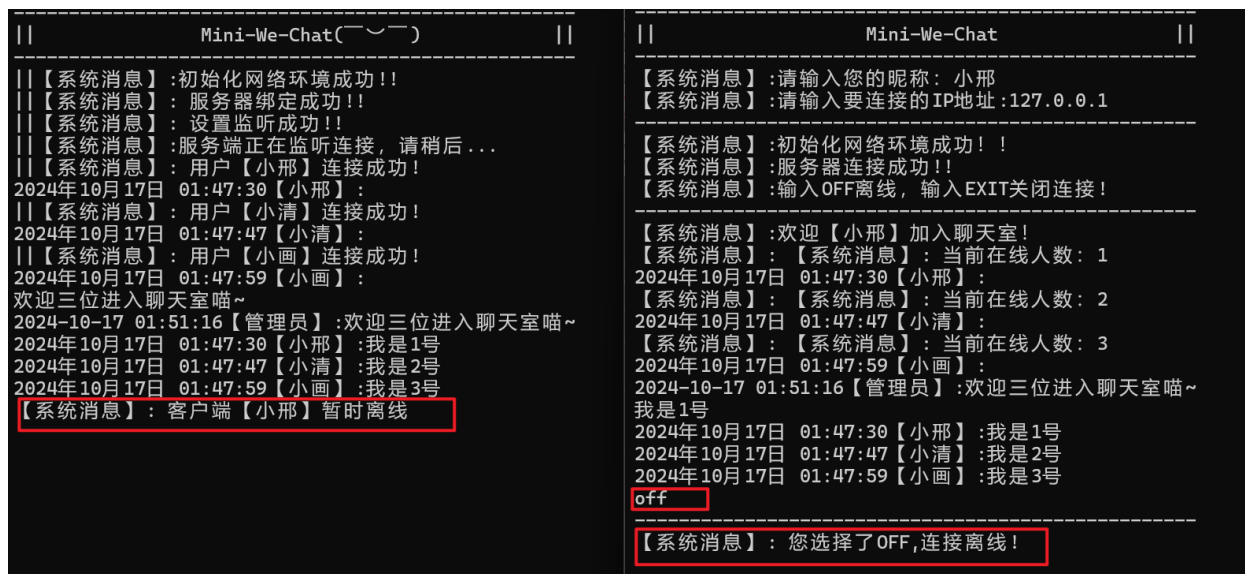 || Mini-We-Chat(￣︶￣) ||
||【系统消息】:初始化网络环境成功!!
||【系统消息】: 服务器绑定成功!!
||【系统消息】: 设置监听成功!!
||【系统消息】:服务端正在监听连接，请稍后...
||【系统消息】: 用户【小邢】连接成功!
2024年10月17日 01:47:30【小邢】:
||【系统消息】: 用户【小清】连接成功!
2024年10月17日 01:47:47【小清】:
||【系统消息】: 用户【小画】连接成功!
2024年10月17日 01:47:59【小画】:
欢迎三位进入聊天室喵~
2024-10-17 01:51:16【管理员】:欢迎三位进入聊天室喵~
2024年10月17日 01:47:30【小邢】:我是1号
2024年10月17日 01:47:47【小清】:我是2号
2024年10月17日 01:47:59【小画】:我是3号
【系统消息】: 客户端【小邢】暂时离线
|| Mini-We-Chat ||
【系统消息】:请输入您的昵称: 小邢
【系统消息】:请输入要连接的IP地址:127.0.0.1
【系统消息】:初始化网络环境成功！！
【系统消息】:服务器连接成功!!
【系统消息】:输入OFF离线，输入EXIT关闭连接!
【系统消息】:欢迎【小邢】加入聊天室!
【系统消息】: 【系统消息】: 当前在线人数: 1
2024年10月17日 01:47:30【小邢】:
【系统消息】: 【系统消息】: 当前在线人数: 2
2024年10月17日 01:47:47【小清】:
【系统消息】: 【系统消息】: 当前在线人数: 3
2024年10月17日 01:47:59【小画】:
2024-10-17 01:51:16【管理员】:欢迎三位进入聊天室喵~
我是1号
2024年10月17日 01:47:30【小邢】:我是1号
2024年10月17日 01:47:47【小清】:我是2号
2024年10月17日 01:47:59【小画】:我是3号
off
【系统消息】: 您选择了OFF,连接离线!